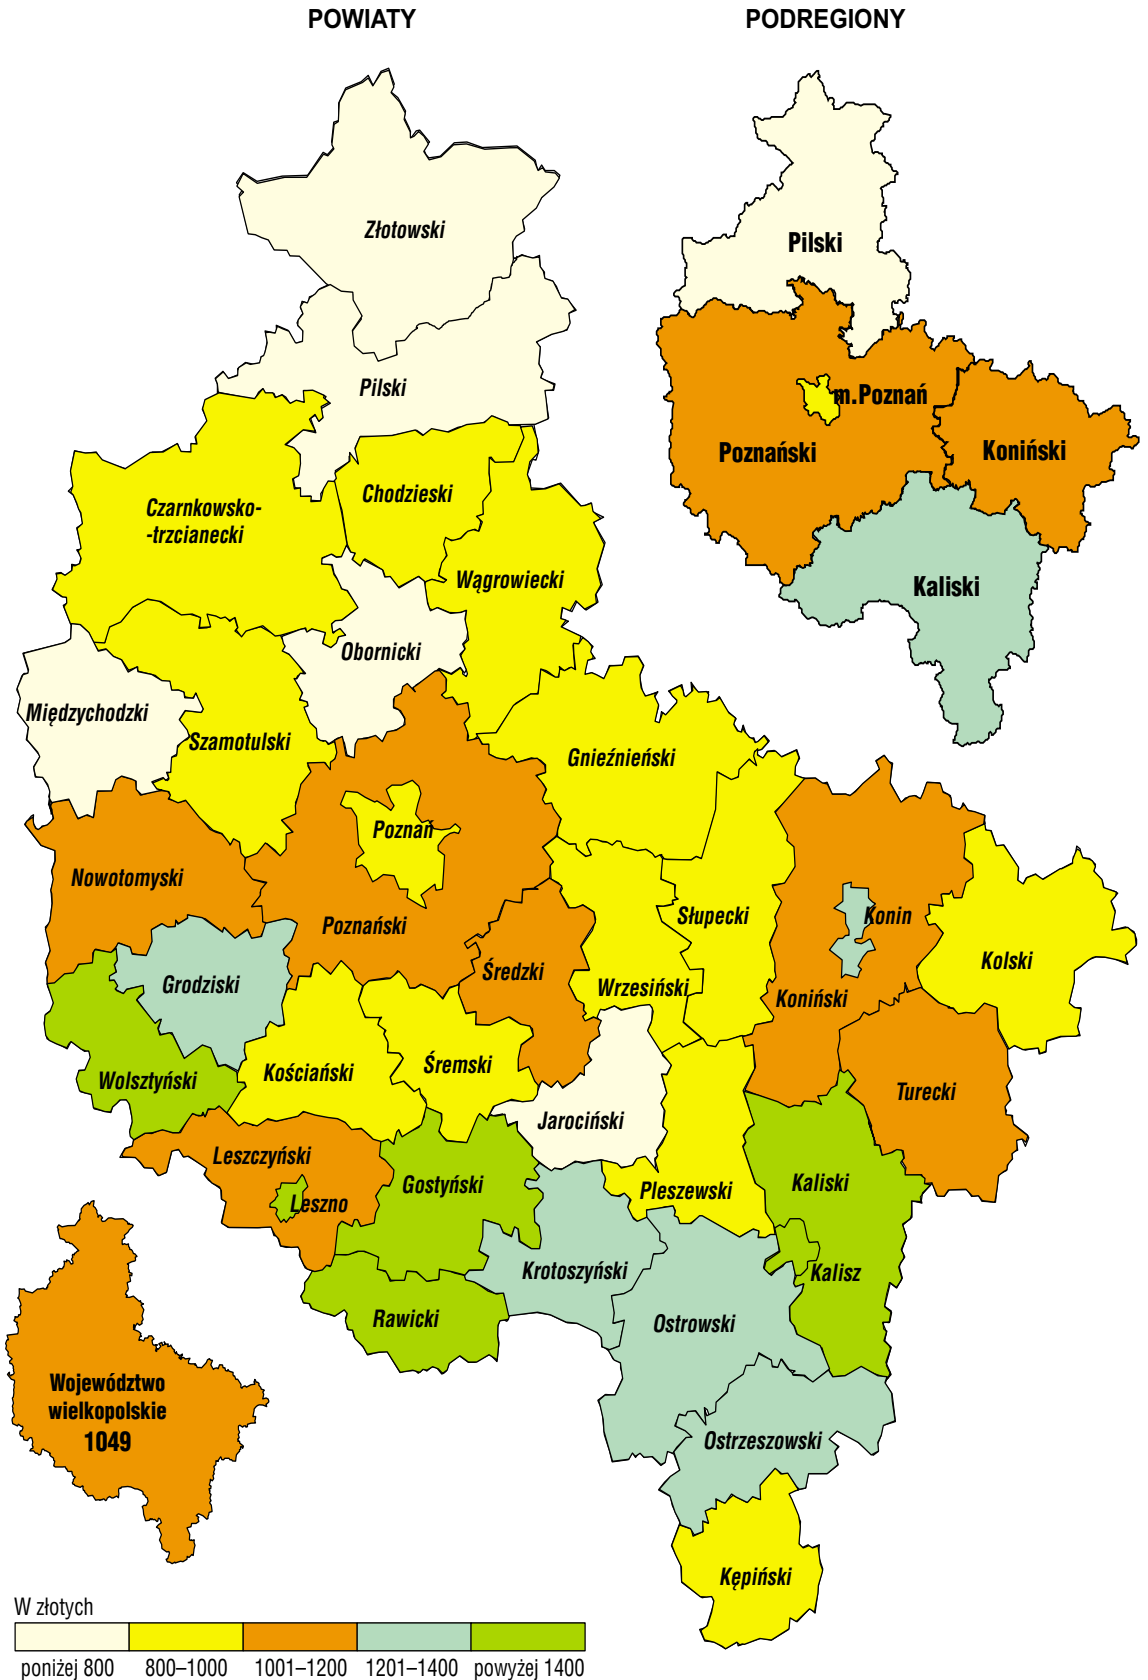 POWIATY
PODREGIONY
Złotowski
Pilski
Czarnkowsko-
-trzcianecki
Chodzieski
Wągrowiecki
Obornicki
Międzychodzki
Szamotulski
Gnieźnieński
Poznań
Nowotomyski
Poznański
Średzki
Słupecki
Wrzesiński
Konin
Koniński
Kolski
Grodziski
Wolsztyński
Kościański
Śremski
Turecki
Jarociński
Leszczyński
Leszno
Gostyński
Pleszewski
Kaliski
Kalisz
Krotoszyński
Rawicki
Ostrowski
Ostrzeszowski
Kępiński
Pilski
m.Poznań
Poznański
Koniński
Kaliski
Województwo
wielkopolskie
1049
W złotych
poniżej 800 800–1000 1001–1200 1201–1400 powyżej 1400